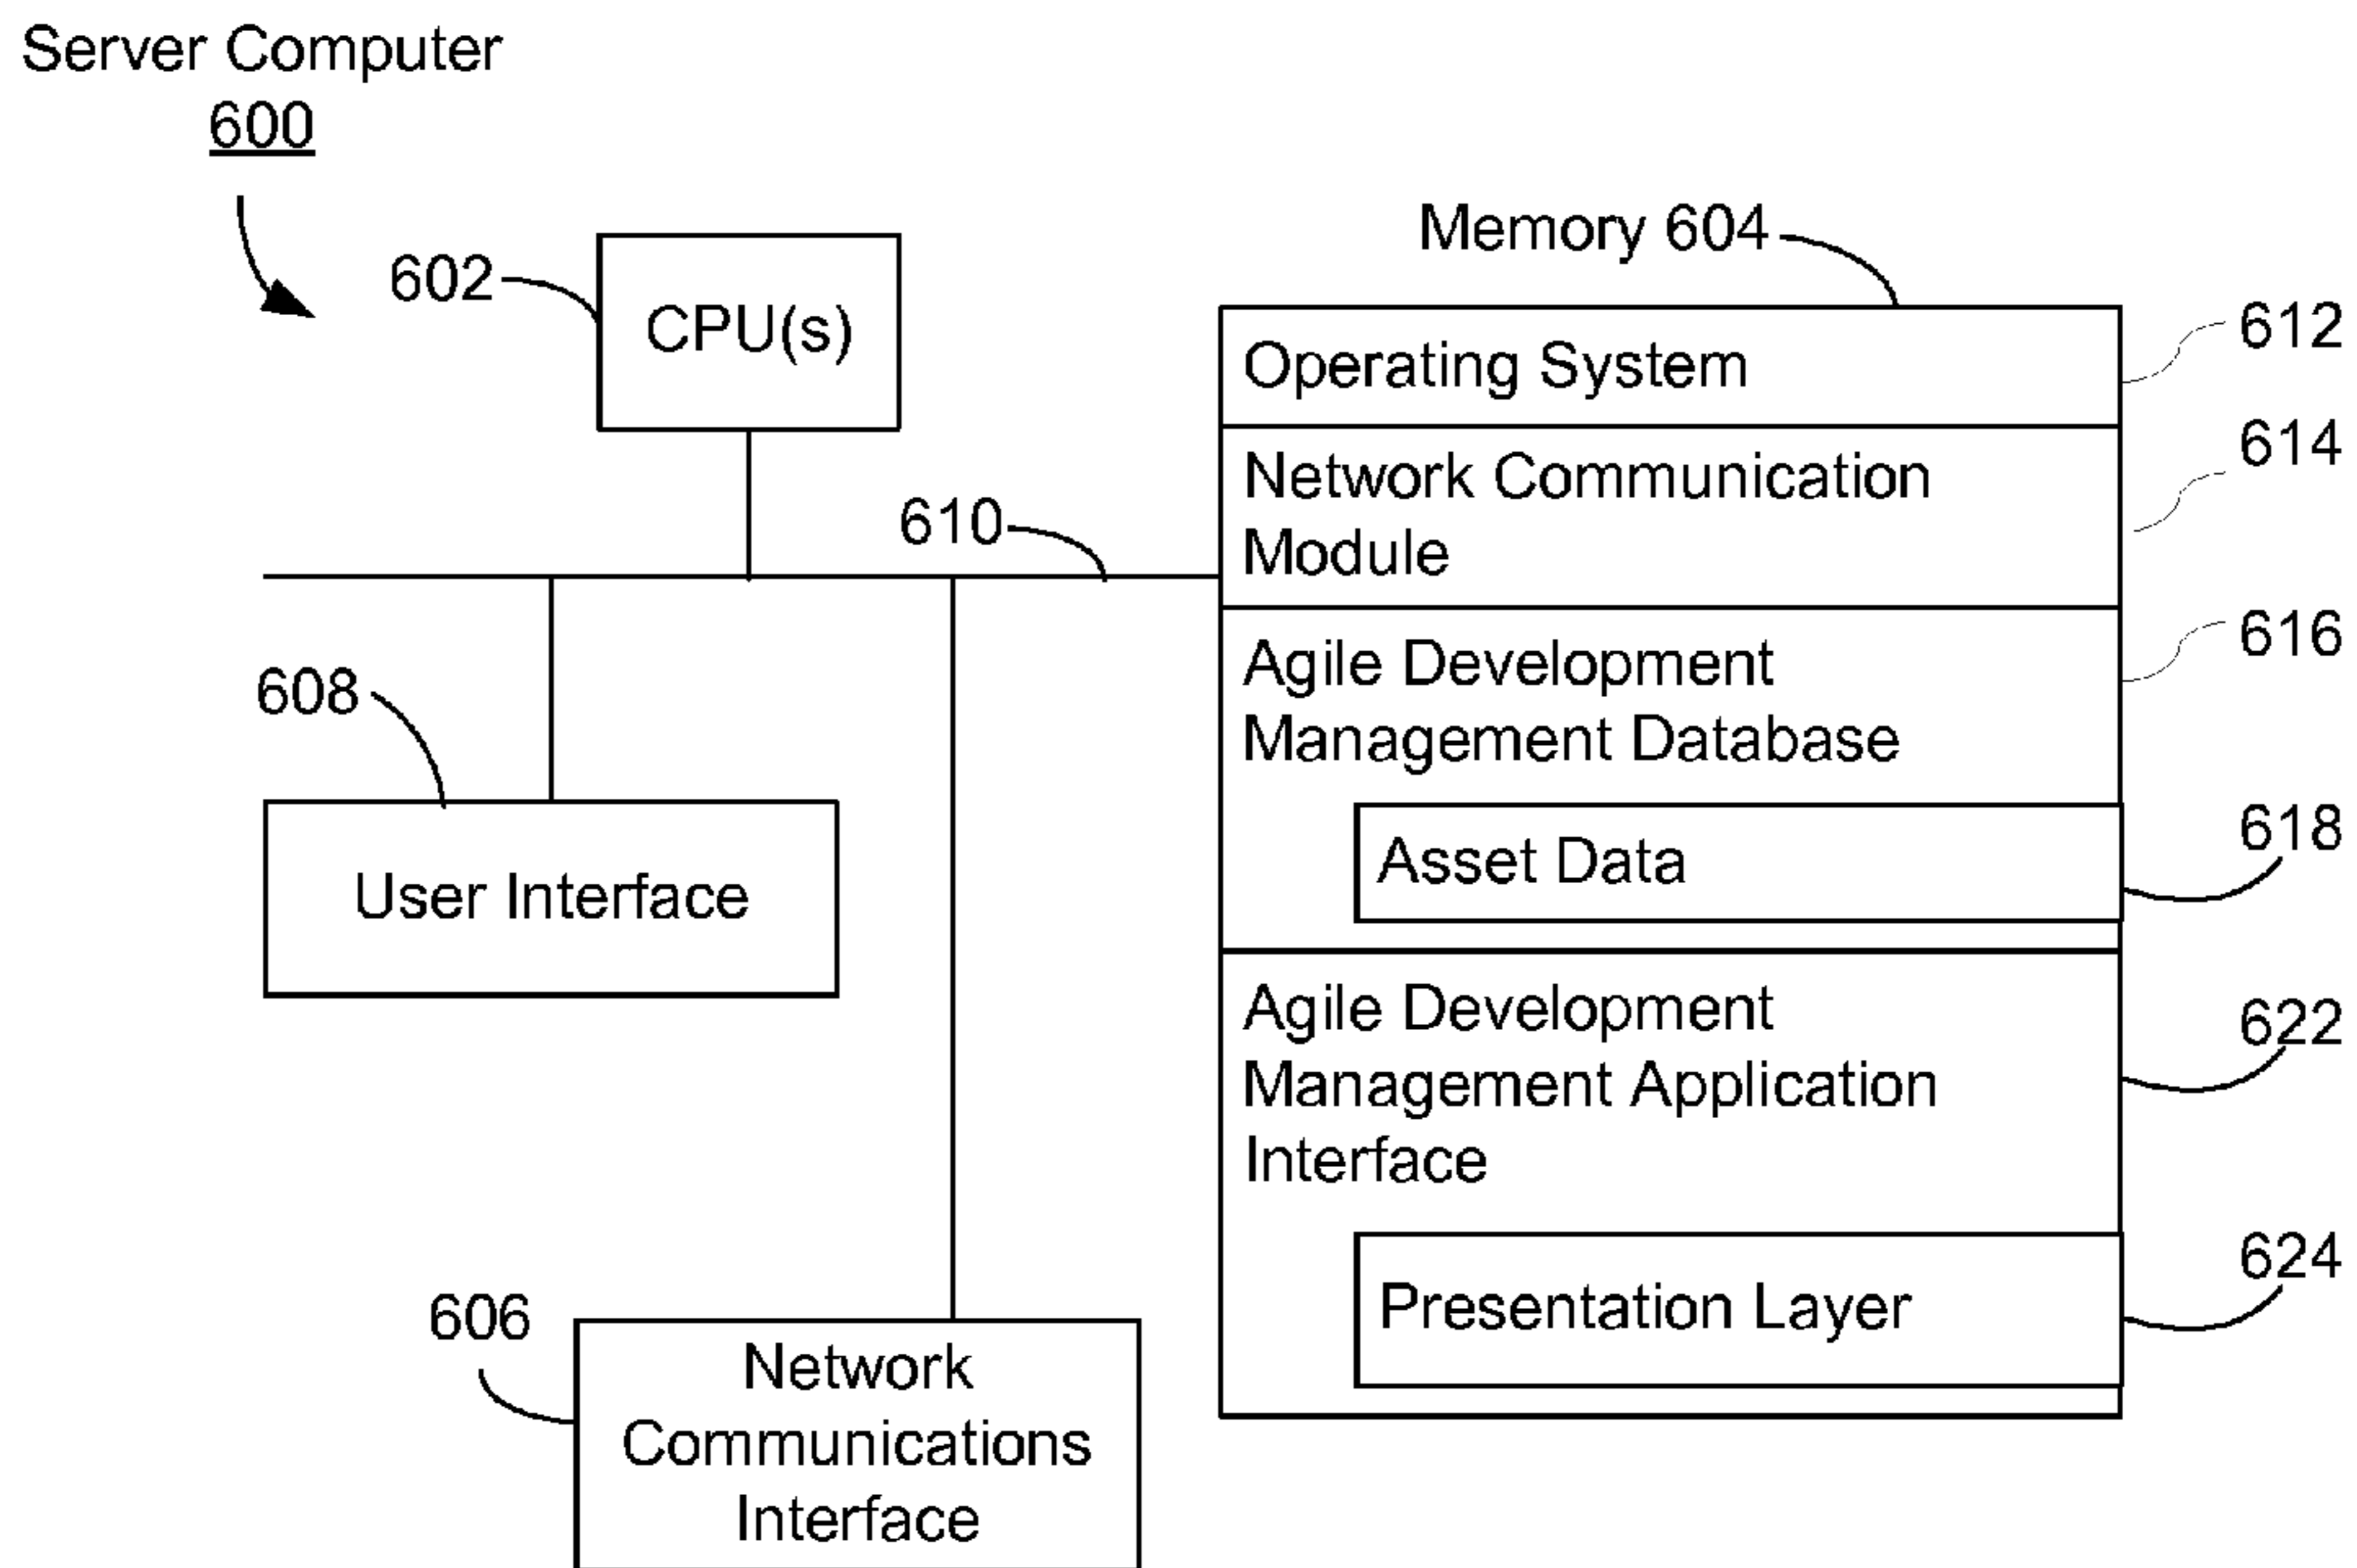 Server Computer
600
602
CPU(s)
Memory 604
Operating System
612
Network Communication
Module
614
610
Agile Development
Management Database
616
608
User Interface
Asset Data
618
Agile Development
Management Application
Interface
622
Presentation Layer
624
606
Network
Communications
Interface